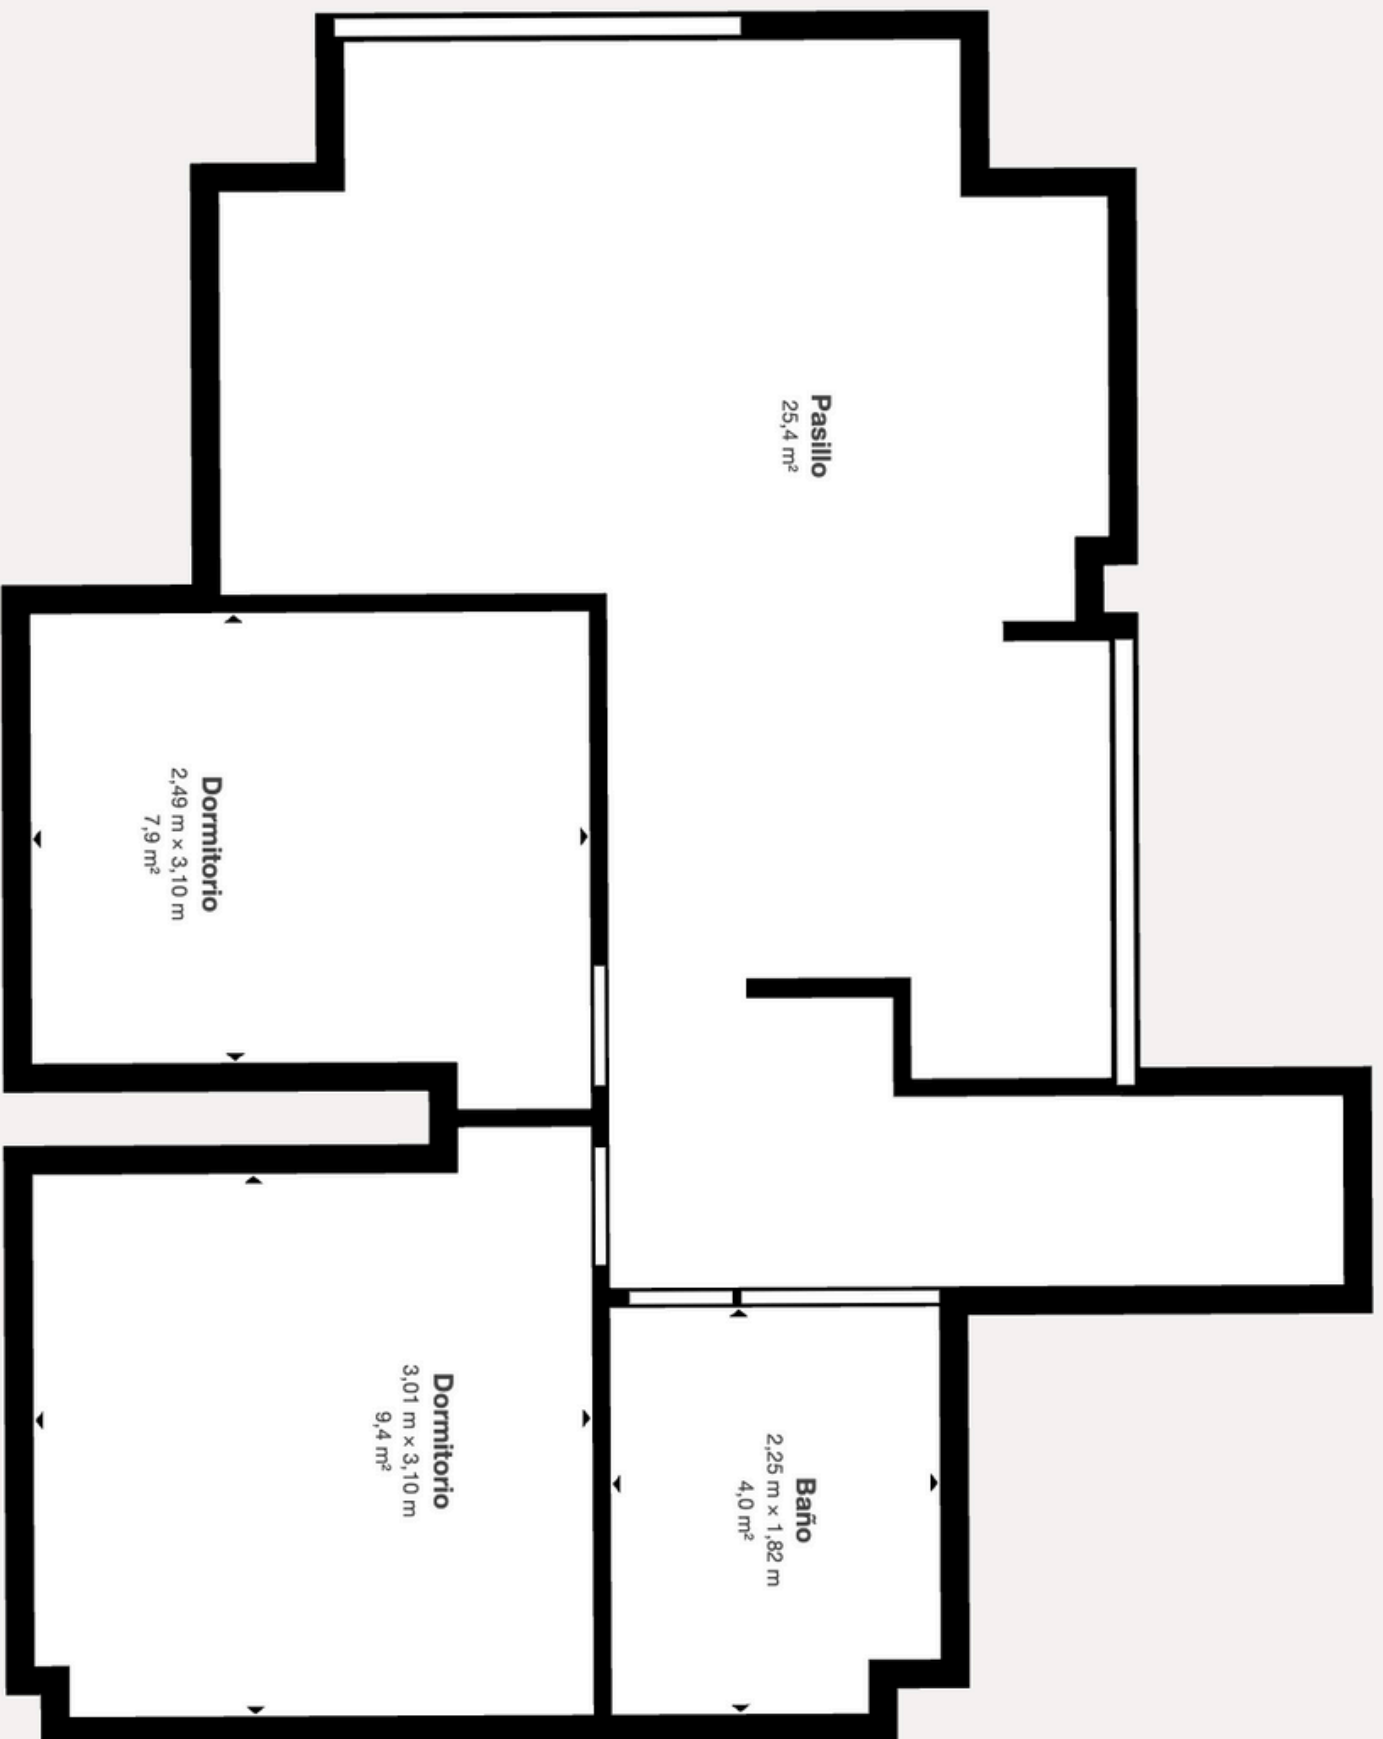 Pasillo
25,4 m²
Dormitorio
2,49 m × 3,10 m
7,9 m²
Dormitorio
3,01 m × 3,10 m
9,4 m²
Baño
2,25 m × 1,82 m
4,0 m²